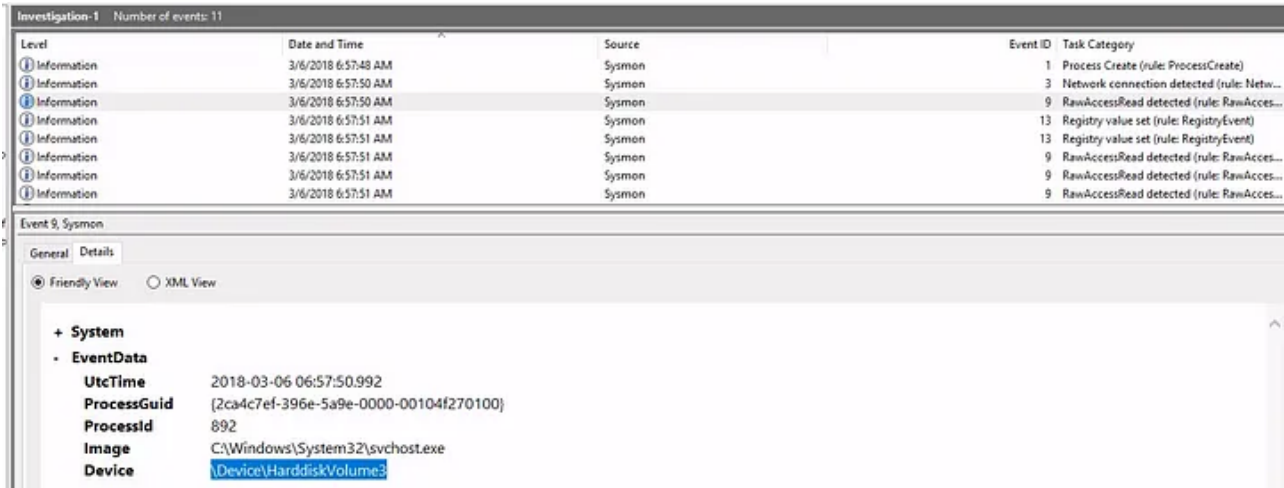 Investigation-1 Number of events: 11
Level Date and Time Source Event ID Task Category
Information 3/6/2018 6:57:48 AM Sysmon 1 Process Create (rule: ProcessCreate)
Information 3/6/2018 6:57:50 AM Sysmon 3 Network connection detected (rule: Netw...
Information 3/6/2018 6:57:50 AM Sysmon 9 RawAccessRead detected (rule: RawAcces...
Information 3/6/2018 6:57:51 AM Sysmon 13 Registry value set (rule: RegistryEvent)
Information 3/6/2018 6:57:51 AM Sysmon 13 Registry value set (rule: RegistryEvent)
Information 3/6/2018 6:57:51 AM Sysmon 9 RawAccessRead detected (rule: RawAcces...
Information 3/6/2018 6:57:51 AM Sysmon 9 RawAccessRead detected (rule: RawAcces...
Information 3/6/2018 6:57:51 AM Sysmon 9 RawAccessRead detected (rule: RawAcces...
Event 9, Sysmon
General Details
Friendly View XML View
+ System
- EventData
UtcTime 2018-03-06 06:57:50.992
ProcessGuid {2ca4c7ef-396e-5a9e-0000-00104f270100}
ProcessId 892
Image C:\Windows\System32\svchost.exe
Device \Device\HarddiskVolume3